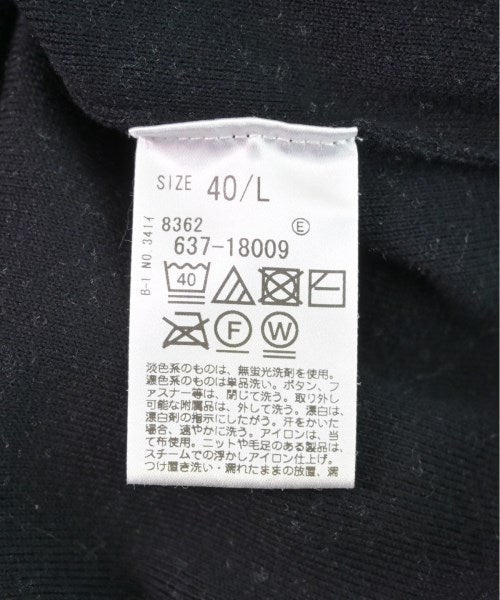 SIZE 40/L
8362 Ⓔ
637-18009
B-1 NO 3411
40
F W
淡色系のものは、無蛍光洗剤を使用。
濃色系のものは単品洗い。ボタン、フ
ァスナー等は、閉じて洗う。取り外し
可能な附属品は、外して洗う。漂白は、
漂白剤の指示にしたがう。汗をかいた
場合、速やかに洗う。アイロンは、当
て布使用。ニットや毛足のある製品は、
スチームでの浮かしアイロン仕上げ。
つけ置き洗い・濡れたままの放置、濡